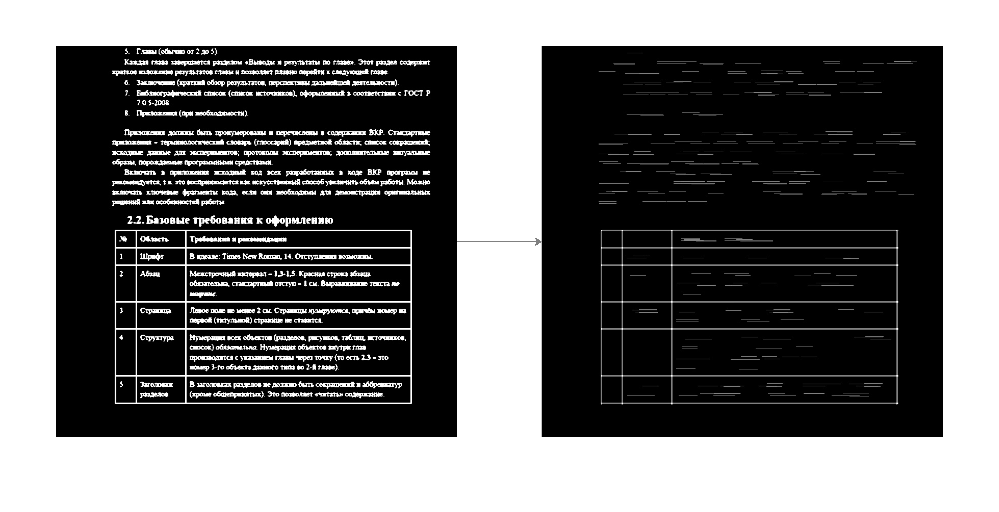 5. Главы (обычно от 2 до 5).
Каждая глава завершается разделом «Выводы и результаты по главе». Этот раздел содержит
краткое изложение результатов главы и позволяет плавно перейти к следующей главе.
6. Заключение (краткий обзор результатов, перспективы дальнейшей деятельности).
7. Библиографический список (список источников), оформленный в соответствии с ГОСТ Р
7.0.5-2008.
8. Приложения (при необходимости).
Приложения должны быть пронумерованы и перечислены в содержании ВКР. Стандартные
приложения – терминологический словарь (глоссарий) предметной области; список сокращений;
исходные данные для экспериментов; протоколы экспериментов; дополнительные визуальные
образы, порождаемые программными средствами.
Включать в приложения исходный код всех разработанных в ходе ВКР программ не
рекомендуется, т.к. это воспринимается как искусственный способ увеличить объём работы. Можно
включать ключевые фрагменты кода, если они необходимы для демонстрации оригинальных
решений или особенностей работы.
2.2. Базовые требования к оформлению
№ Область Требования и рекомендации
1 Шрифт В идеале: Times New Roman, 14. Отступления возможны.
2 Абзац Межстрочный интервал – 1,3-1,5. Красная строка абзаца
обязательна, стандартный отступ – 1 см. Выравнивание текста по
ширине.
3 Страница Левое поле не менее 2 см. Страницы нумеруются, причём номер на
первой (титульной) странице не ставится.
4 Структура Нумерация всех объектов (разделов, рисунков, таблиц, источников,
сносок) обязательна. Нумерация объектов внутри глав
производится с указанием главы через точку (то есть 2.3 – это
номер 3-го объекта данного типа во 2-й главе).
5 Заголовки В заголовках разделов не должно быть сокращений и аббревиатур
разделов (кроме общепринятых). Это позволяет «читать» содержание.